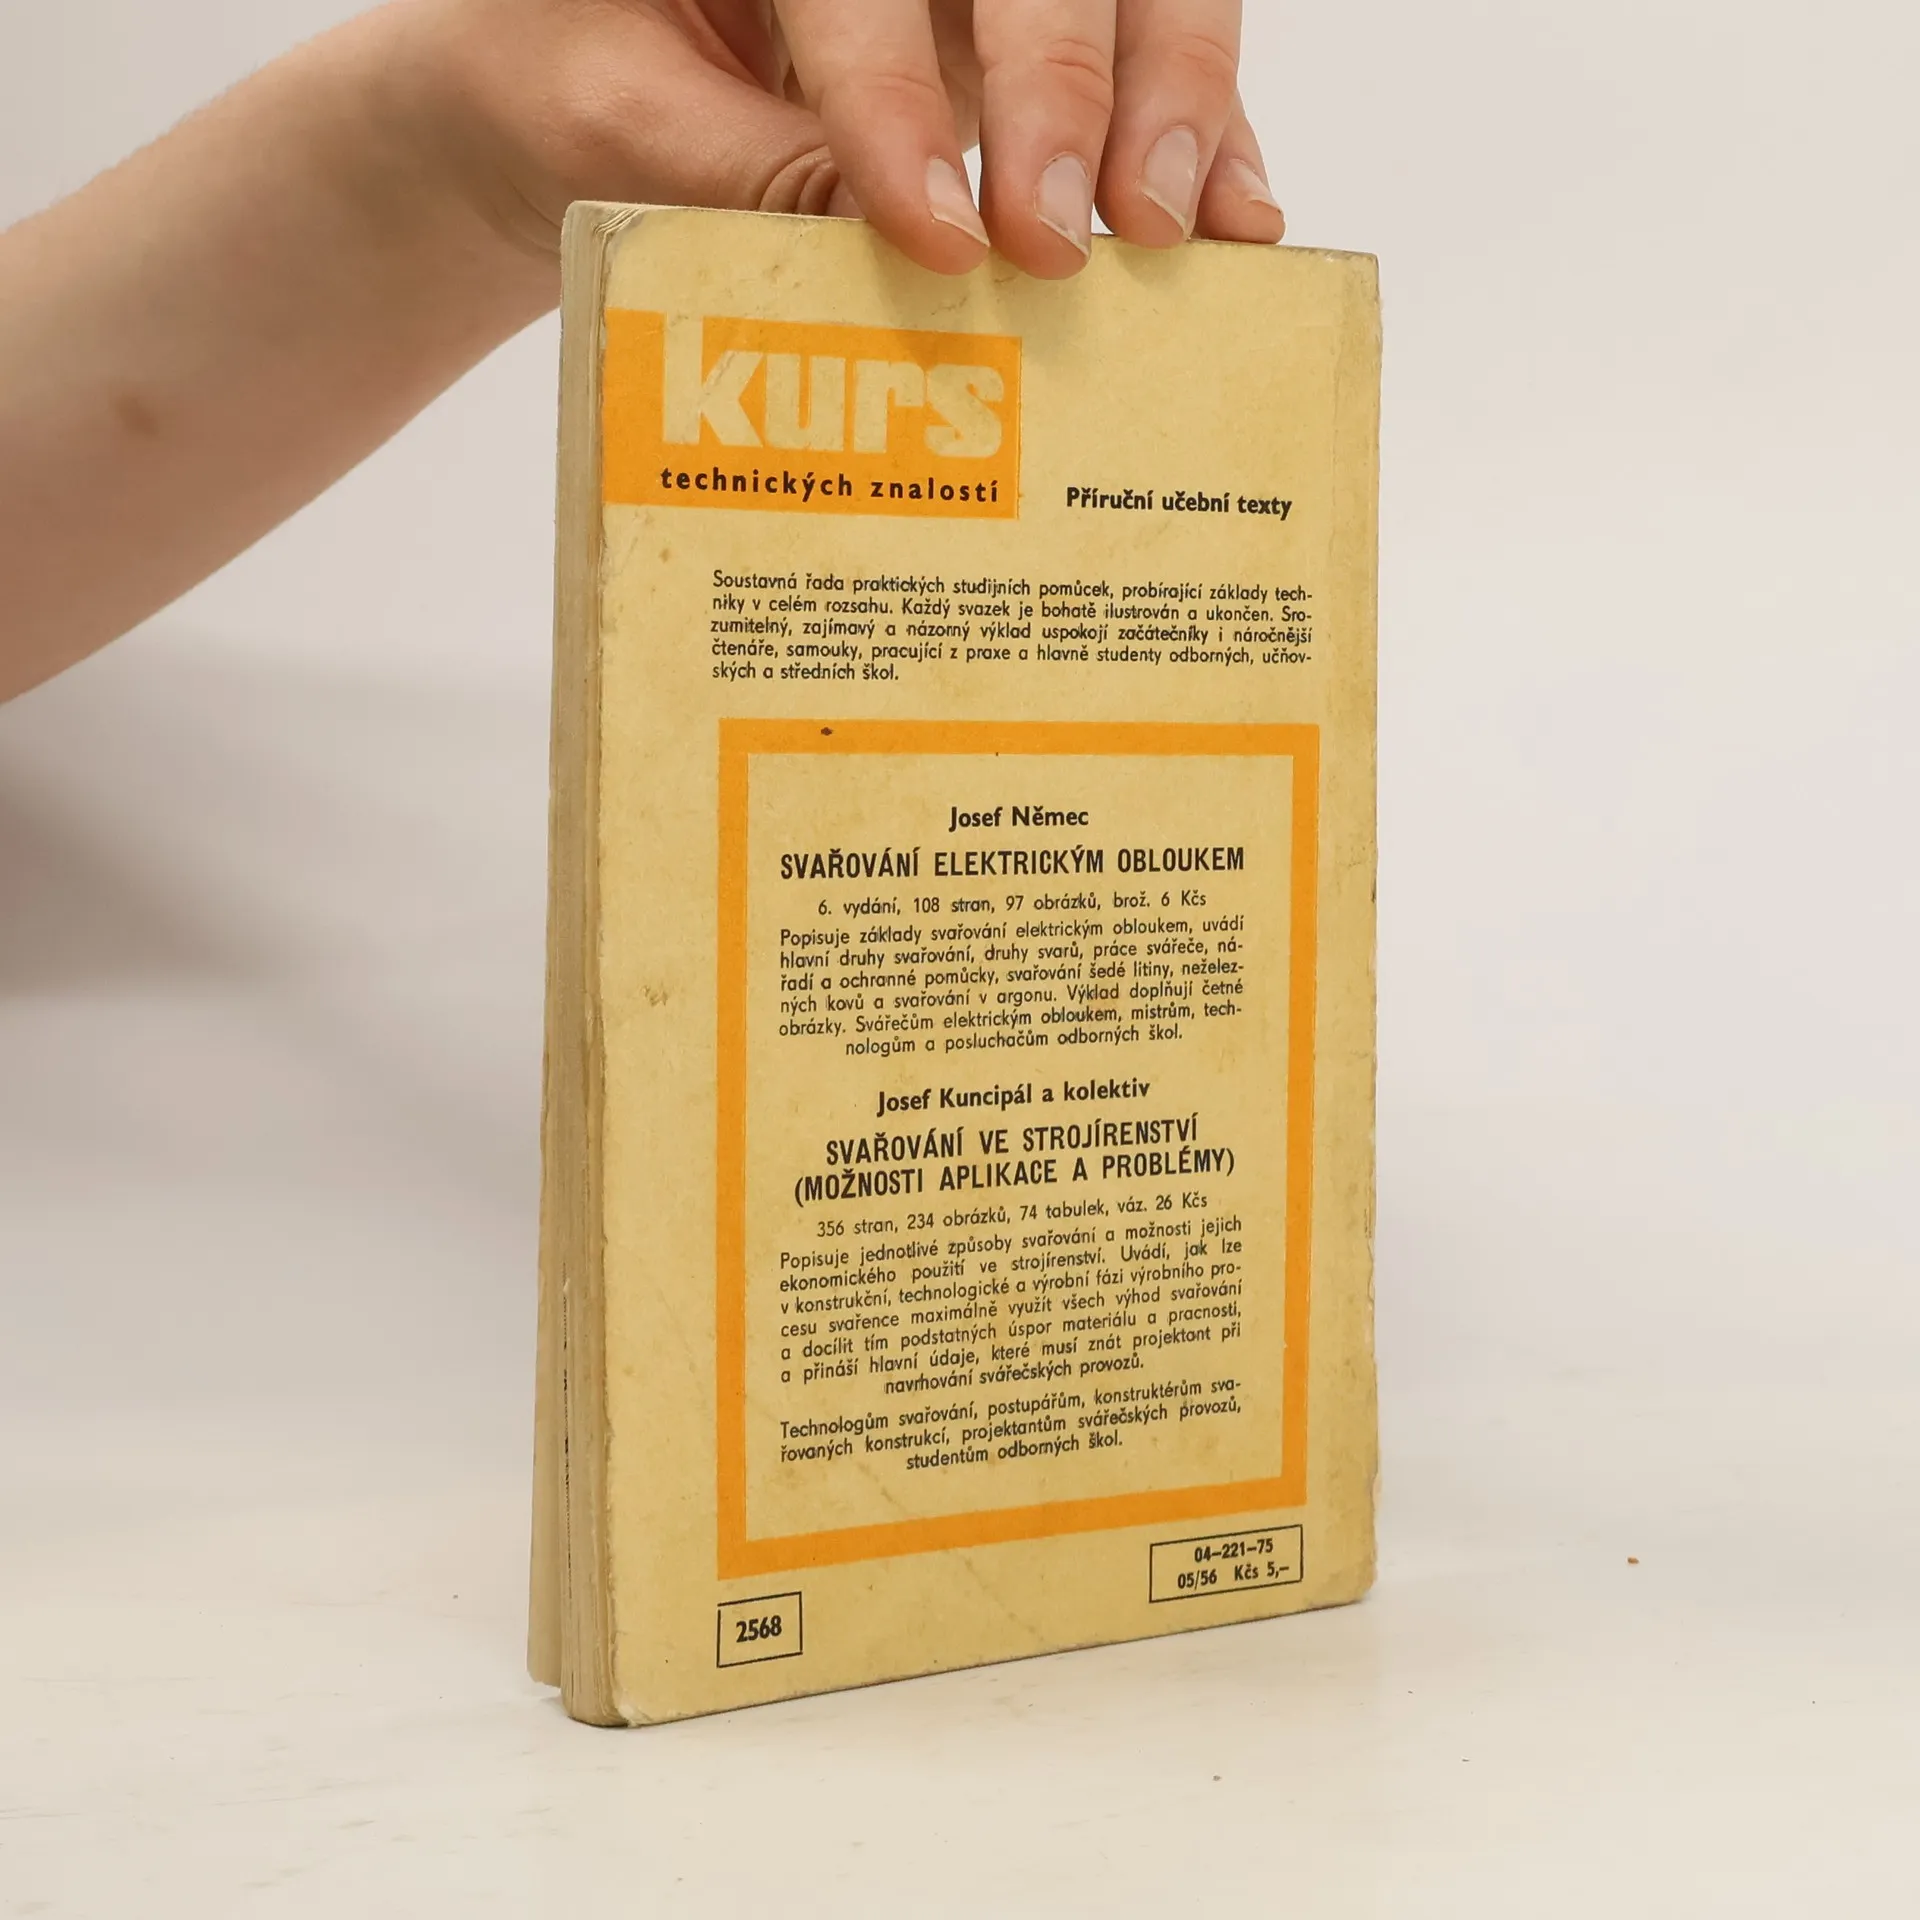 kurs
technických znalostí
Příruční učební texty
Soustavná řada praktických studijních pomůcek, probírající základy tech-
niky v celém rozsahu. Každý svazek je bohatě ilustrován a ukončen. Sro-
zumitelný, zajímavý a názorný výklad uspokojí začátečníky i náročnější
čtenáře, samouky, pracující z praxe a hlavně studenty odborných, učňov-
ských a středních škol.
Josef Němec
SVAŘOVÁNÍ ELEKTRICKÝM OBLOUKEM
6. vydání, 108 stran, 97 obrázků, brož. 6 Kčs
Popisuje základy svařování elektrickým obloukem, uvádí
hlavní druhy svařování, druhy svarů, práce svářeče, ná-
řadí a ochranné pomůcky, svařování šedé litiny, neželez-
ných kovů a svařování v argonu. Výklad doplňují četné
obrázky. Svářečům elektrickým obloukem, mistrům, tech-
nologům a posluchačům odborných škol.
Josef Kuncipál a kolektiv
SVAŘOVÁNÍ VE STROJÍRENSTVÍ
(MOŽNOSTI APLIKACE A PROBLÉMY)
356 stran, 234 obrázků, 74 tabulek, váz. 26 Kčs
Popisuje jednotlivé způsoby svařování a možnosti jejich
ekonomického použití ve strojírenství. Uvádí, jak lze
v konstrukční, technologické a výrobní fázi výrobního pro-
cesu svařence maximálně využít všech výhod svařování
a docílit tím podstatných úspor materiálu a pracnosti,
a přináší hlavní údaje, které musí znát projektant při
navrhování svářečských provozů.
Technologům svařování, postupářům, konstruktérům sva-
řovaných konstrukcí, projektantům svářečských provozů,
studentům odborných škol.
04-221-75
05/56 Kčs 5,-
2568